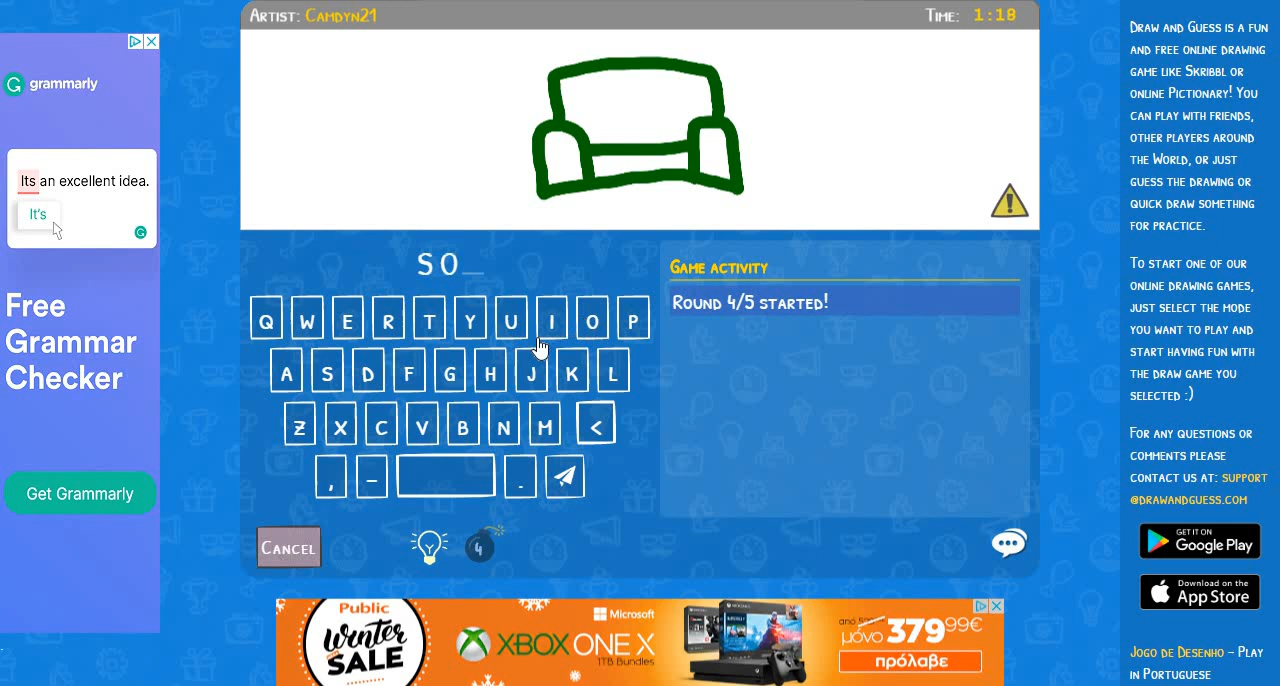 Artist: Camdyn21
Time: 1:18
grammarly
Its an excellent idea.
It's
Free
Grammar
Checker
Get Grammarly
SO_
Q W E R T Y U I O P
A S D F G H J K L
Z X C V B N M <
, - .
Cancel
4
Game activity
Round 4/5 started!
Draw and Guess is a fun
and free online drawing
game like Skribbl or
online Pictionary! You
can play with friends,
other players around
the World, or just
guess the drawing or
quick draw something
for practice.
To start one of our
online drawing games,
just select the mode
you want to play and
start having fun with
the draw game you
selected :)
For any questions or
comments please
contact us at: support
@drawandguess.com
GET IT ON
Google Play
Download on the
App Store
Jogo de Desenho - Play
in Portuguese
Public
Winter
SALE
Microsoft
XBOX ONE X
1TB Bundles
μόνο 379,99€
πρόλαβε